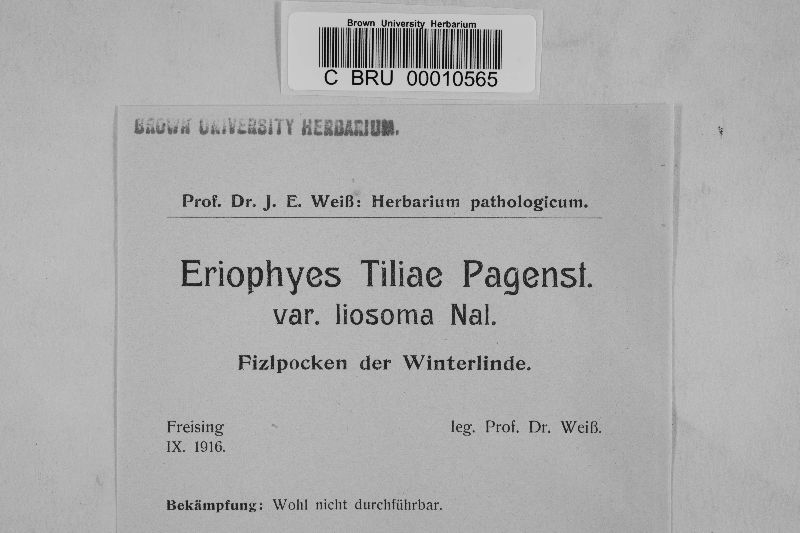 Brown University Herbarium
C BRU 00010565
BROWN UNIVERSITY HERBARIUM.
Prof. Dr. J. E. Weiß: Herbarium pathologicum.
Eriophyes Tiliae Pagenst.
var. liosoma Nal.
Fizlpocken der Winterlinde.
Freising leg. Prof. Dr. Weiß.
IX. 1916.
Bekämpfung: Wohl nicht durchführbar.